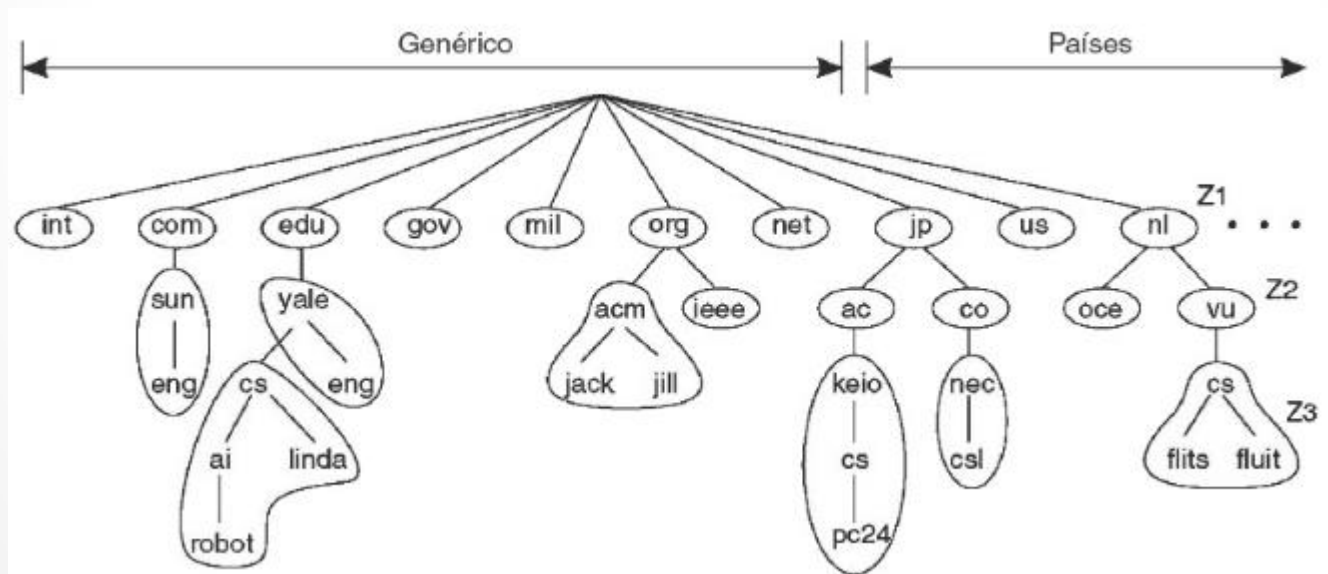 Genérico Países
int com edu gov mil org net jp us nl Z1 . . .
sun yale acm ieee ac co oce vu Z2
eng cs eng jack jill keio nec cs Z3
ai linda cs csl flits fluit
robot pc24